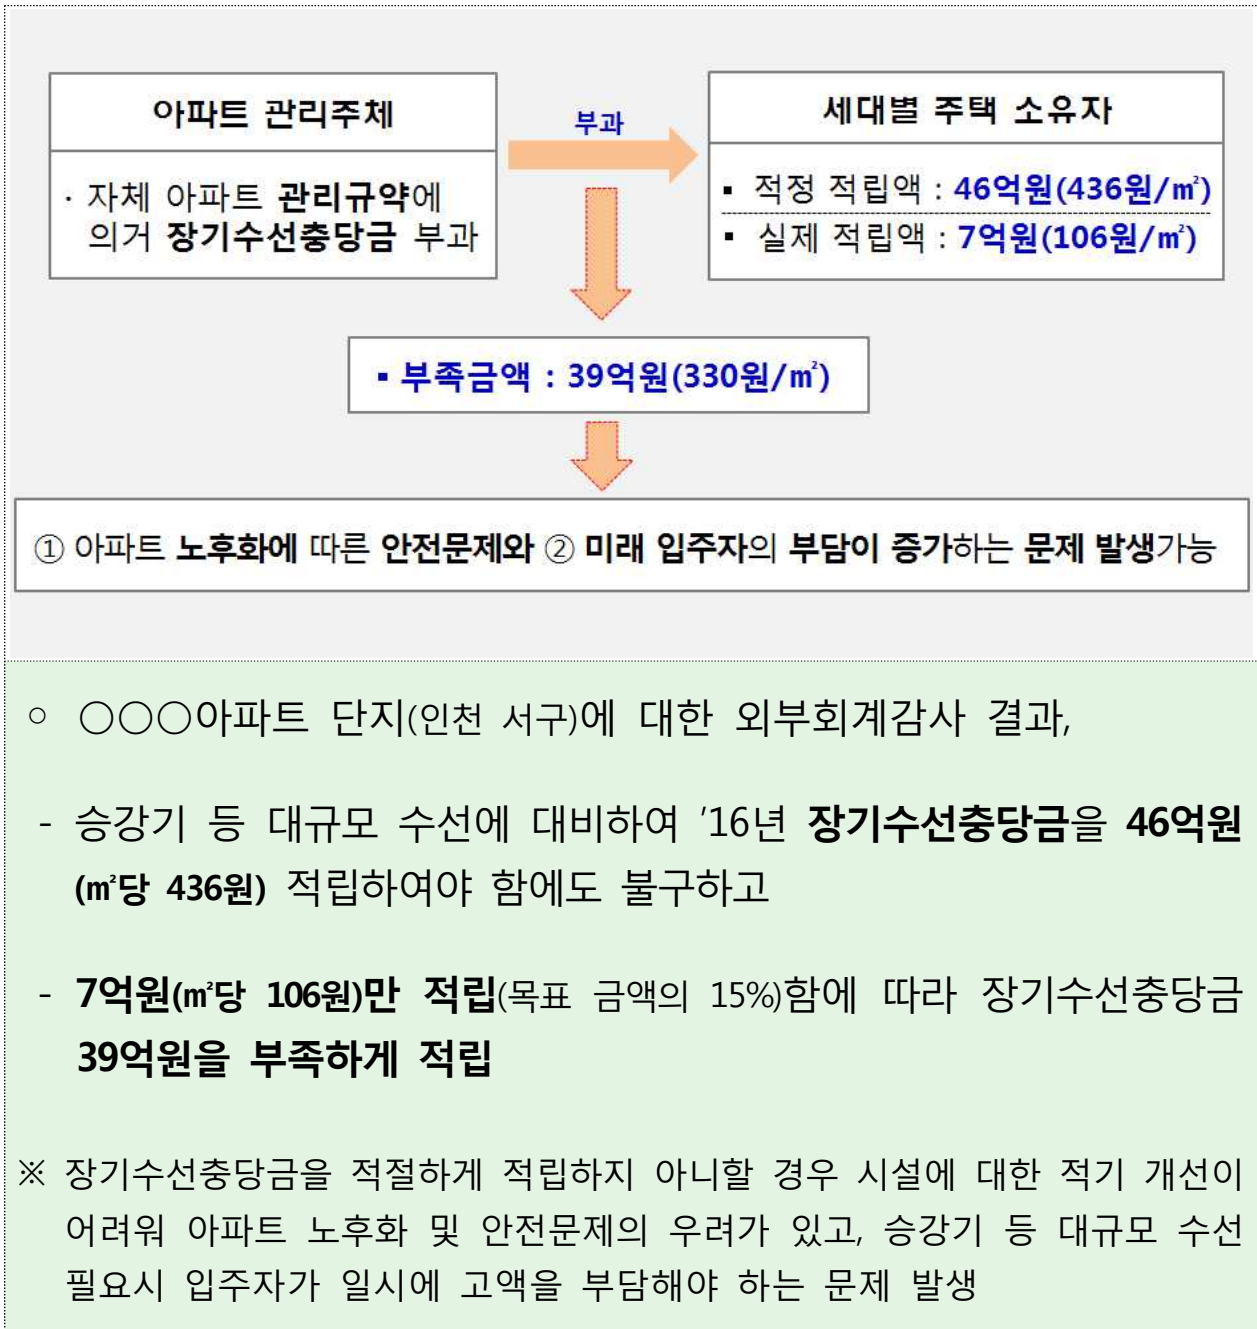 아파트 관리주체
· 자체 아파트 관리규약에
의거 장기수선충당금 부과
부과
세대별 주택 소유자
▪ 적정 적립액 : 46억원(436원/㎡)
▪ 실제 적립액 : 7억원(106원/㎡)
▪ 부족금액 : 39억원(330원/㎡)
① 아파트 노후화에 따른 안전문제와 ② 미래 입주자의 부담이 증가하는 문제 발생가능
○ ○○○아파트 단지(인천 서구)에 대한 외부회계감사 결과,
- 승강기 등 대규모 수선에 대비하여 '16년 장기수선충당금을 46억원
(㎡당 436원) 적립하여야 함에도 불구하고
- 7억원(㎡당 106원)만 적립(목표 금액의 15%)함에 따라 장기수선충당금
39억원을 부족하게 적립
※ 장기수선충당금을 적절하게 적립하지 아니할 경우 시설에 대한 적기 개선이
어려워 아파트 노후화 및 안전문제의 우려가 있고, 승강기 등 대규모 수선
필요시 입주자가 일시에 고액을 부담해야 하는 문제 발생